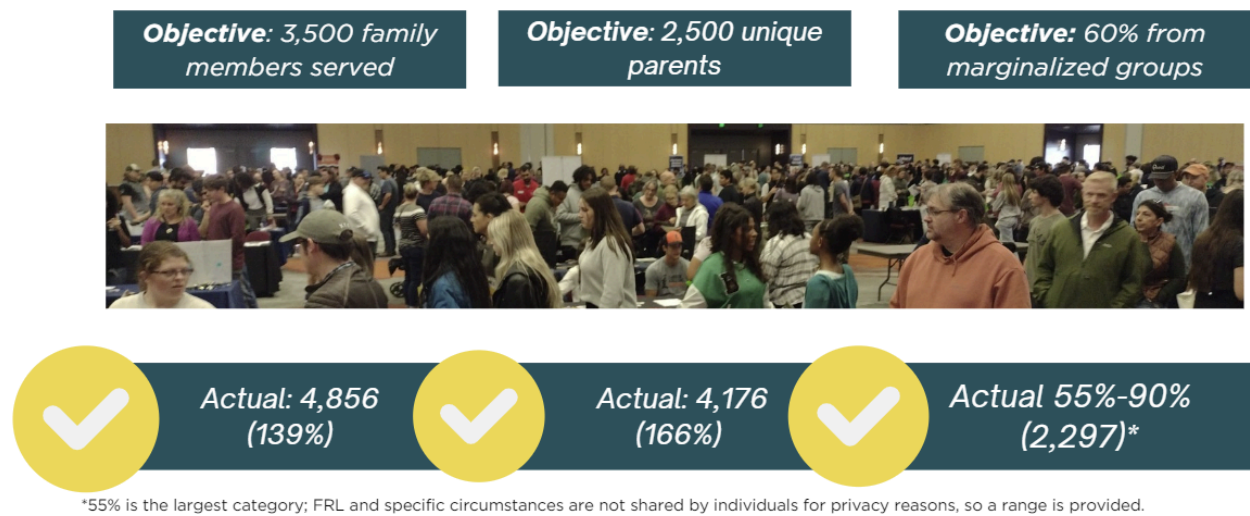 Objective: 3,500 family
members served
Objective: 2,500 unique
parents
Objective: 60% from
marginalized groups
Actual: 4,856
(139%)
Actual: 4,176
(166%)
Actual 55%-90%
(2,297)*
*55% is the largest category; FRL and specific circumstances are not shared by individuals for privacy reasons, so a range is provided.